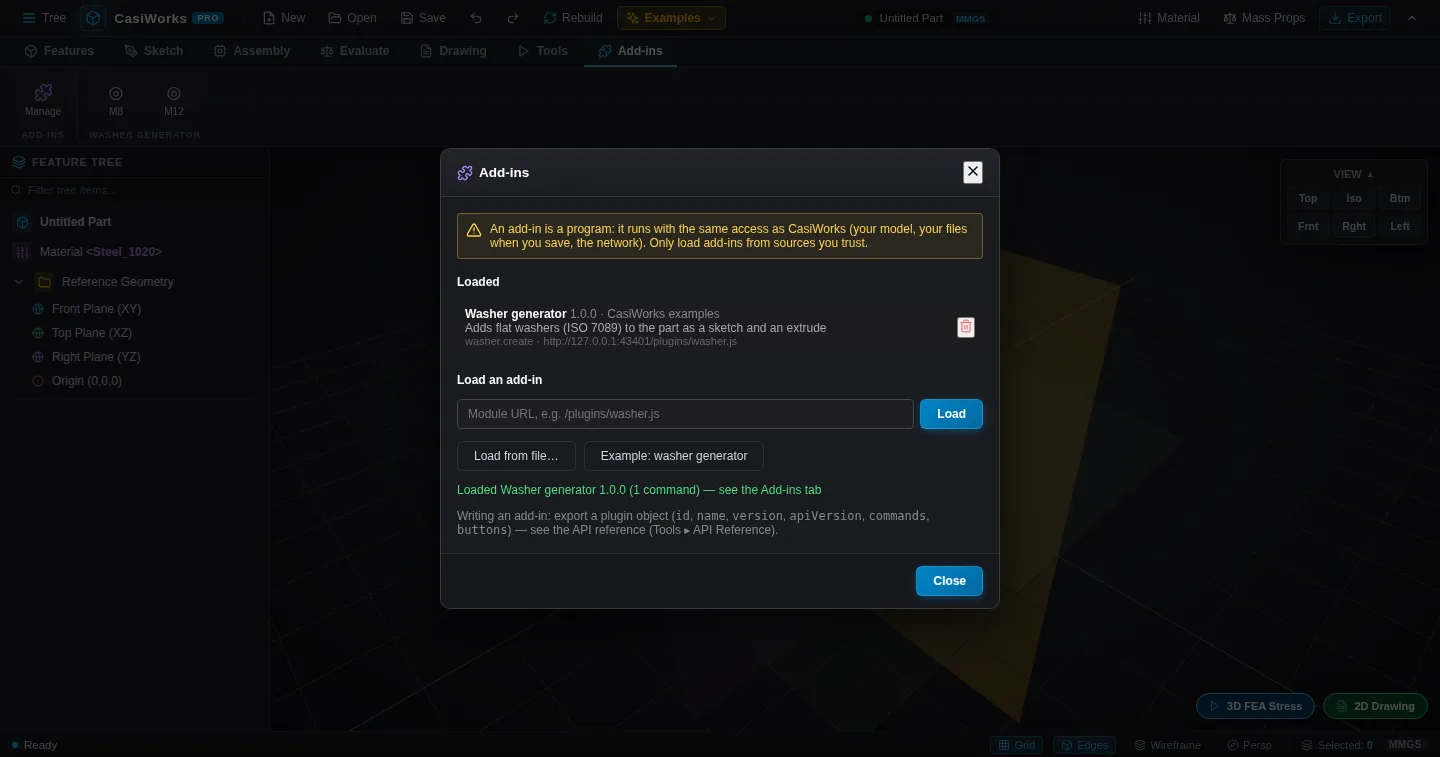 Tree CasiWorks PRO New Open Save Rebuild Examples Untitled Part MMGS Material Mass Props Export
Features Sketch Assembly Evaluate Drawing Tools Add-ins
Manage M8 M12
ADD-INS WASHER GENERATOR
FEATURE TREE
Filter tree items...
Untitled Part
Material <Steel_1020>
Reference Geometry
Front Plane (XY)
Top Plane (XZ)
Right Plane (YZ)
Origin (0,0,0)
Add-ins
An add-in is a program: it runs with the same access as CasiWorks (your model, your files
when you save, the network). Only load add-ins from sources you trust.
Loaded
Washer generator 1.0.0 · CasiWorks examples
Adds flat washers (ISO 7089) to the part as a sketch and an extrude
washer.create · http://127.0.0.1:43401/plugins/washer.js
Load an add-in
Module URL, e.g. /plugins/washer.js Load
Load from file… Example: washer generator
Loaded Washer generator 1.0.0 (1 command) — see the Add-ins tab
Writing an add-in: export a plugin object (id, name, version, apiVersion, commands,
buttons) — see the API reference (Tools ▸ API Reference).
Close
VIEW ▲
Top Iso Btm
Frnt Rght Left
3D FEA Stress 2D Drawing
Ready Grid Edges Wireframe Persp Selected: 0 MMGS